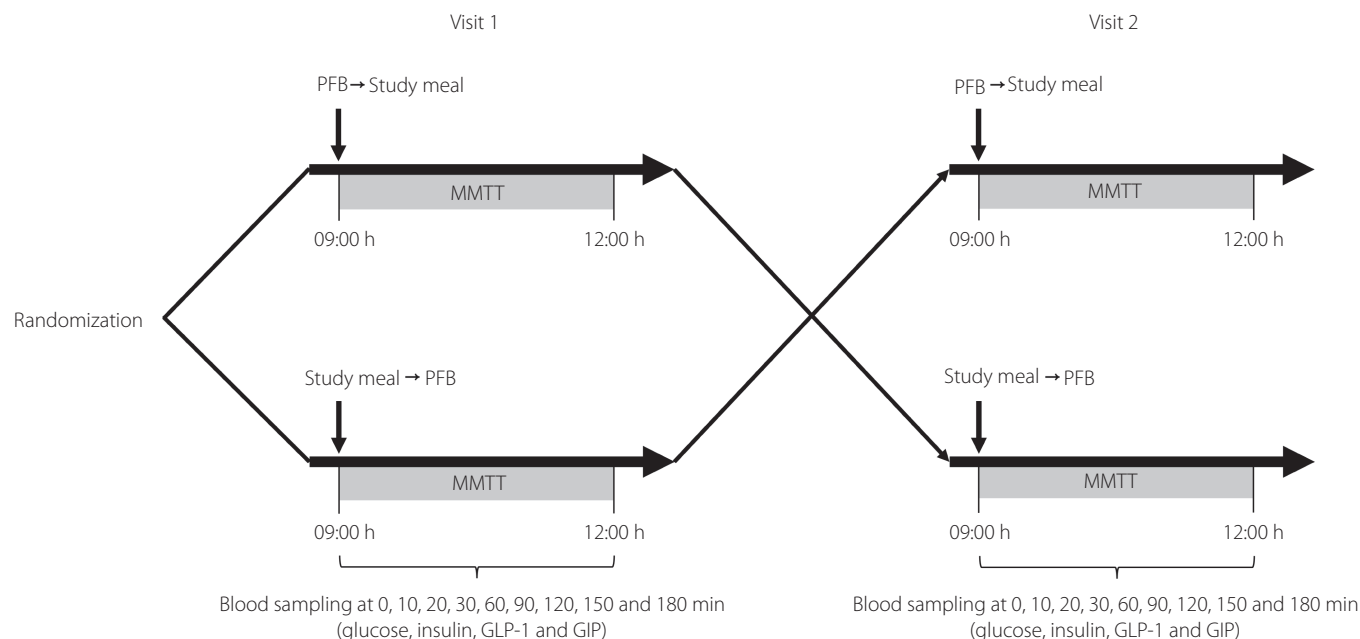 Visit 1
Visit 2
PFB → Study meal
PFB → Study meal
MMTT
MMTT
09:00 h
12:00 h
09:00 h
12:00 h
Randomization
Study meal → PFB
Study meal → PFB
MMTT
MMTT
09:00 h
12:00 h
09:00 h
12:00 h
Blood sampling at 0, 10, 20, 30, 60, 90, 120, 150 and 180 min
(glucose, insulin, GLP-1 and GIP)
Blood sampling at 0, 10, 20, 30, 60, 90, 120, 150 and 180 min
(glucose, insulin, GLP-1 and GIP)